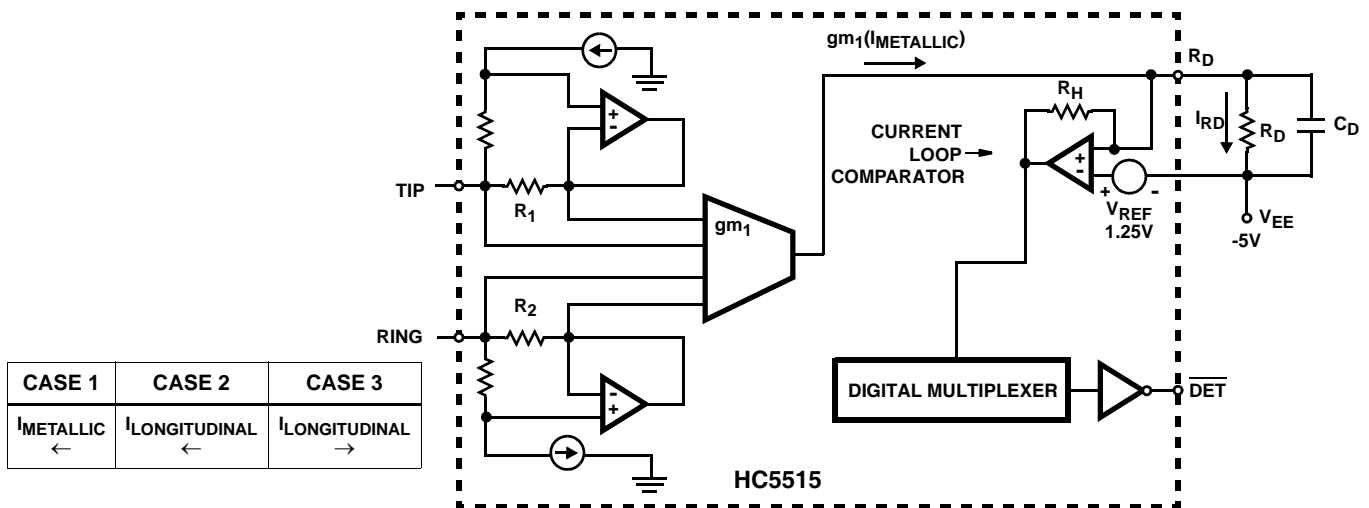 gm1(IMETALLIC)
RD
RH
+
-
CURRENT
LOOP
COMPARATOR
+
-
IRD
RD
CD
TIP
R1
+
-
VREF
1.25V
VEE
-5V
gm1
R2
RING
-
+
DIGITAL MULTIPLEXER
DET
HC5515
CASE 1 CASE 2 CASE 3
IMETALLIC ILONGITUDINAL ILONGITUDINAL
← ← →